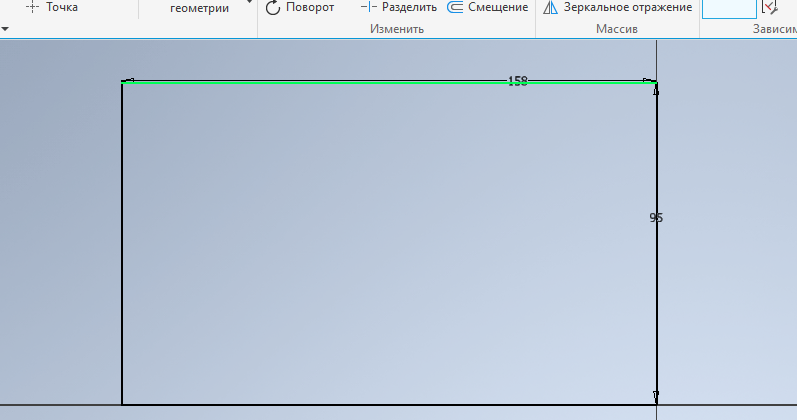 Точка
геометрии
Поворот
Разделить
Смещение
Зеркальное отражение
Изменить
Массив
Зависим
158
95